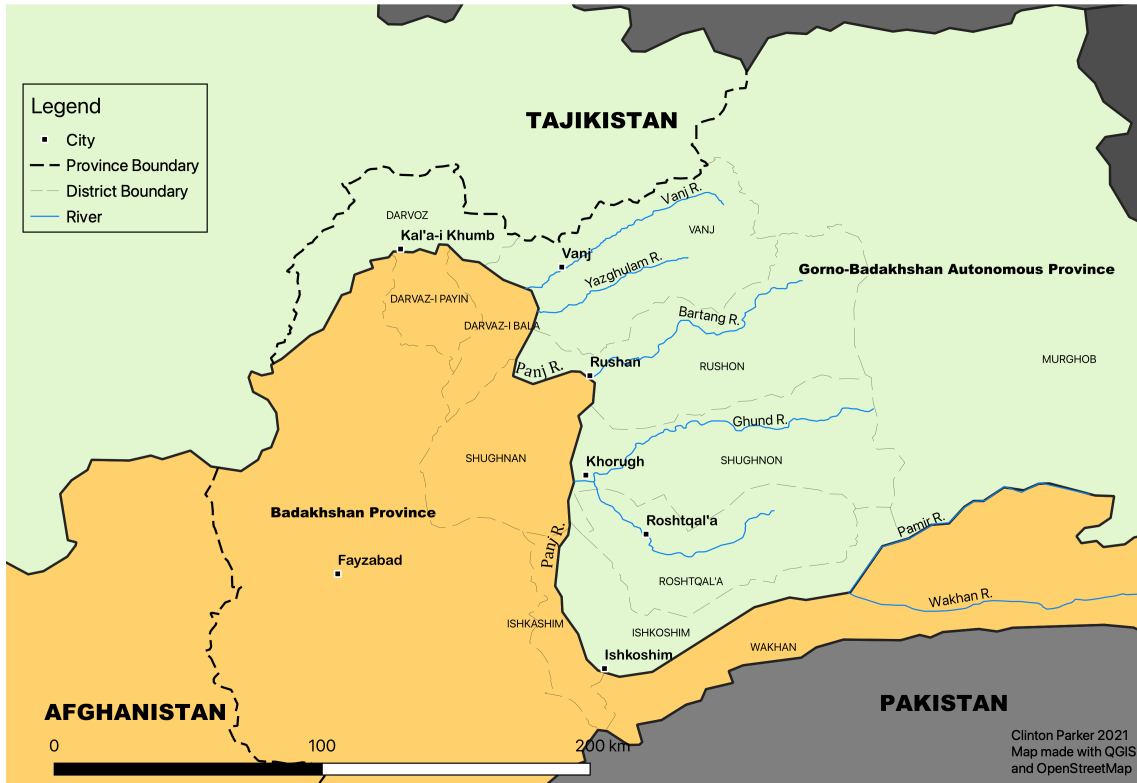 Legend
City
Province Boundary
District Boundary
River
TAJIKISTAN
Vanj R.
DARVOZ
VANJ
Kal'a-i Khumb
Vanj
Yazghulam R.
Gorno-Badakhshan Autonomous Province
DARVAZ-I PAYIN
Bartang R.
DARVAZ-I BALA
MURGHOB
Rushan
RUSHON
Panj R.
Ghund R.
SHUGHNAN
Khorugh
SHUGHNON
Badakhshan Province
Roshtqal'a
Pamir R.
Panj R.
Fayzabad
ROSHTQAL'A
Wakhan R.
ISHKASHIM
ISHKOSHIM
WAKHAN
Ishkoshim
AFGHANISTAN
PAKISTAN
0 100 200 km
Clinton Parker 2021
Map made with QGIS
and OpenStreetMap